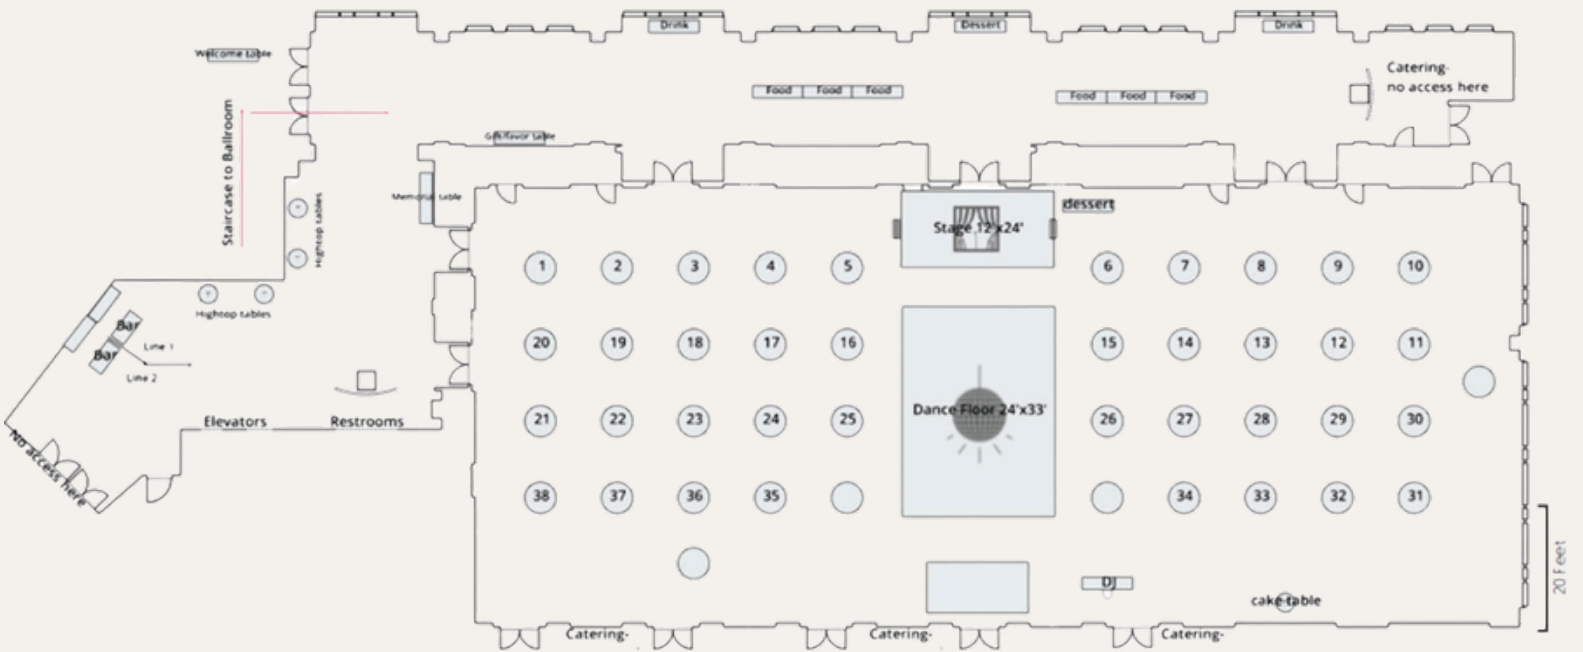 Drink
Dessert
Drink
Welcome table
Catering-
no access here
Food Food Food
Food Food Food
Staircase to Ballroom
Gift/favor table
Memorial table
Hightop tables
Stage 12'x24'
dessert
1 2 3 4 5
6 7 8 9 10
Hightop tables
Bar
Bar
Line 1
Line 2
20 19 18 17 16
15 14 13 12 11
Dance Floor 24'x33'
Elevators
Restrooms
21 22 23 24 25
26 27 28 29 30
No access here
38 37 36 35
34 33 32 31
20 Feet
DJ
cake table
Catering-
Catering-
Catering-